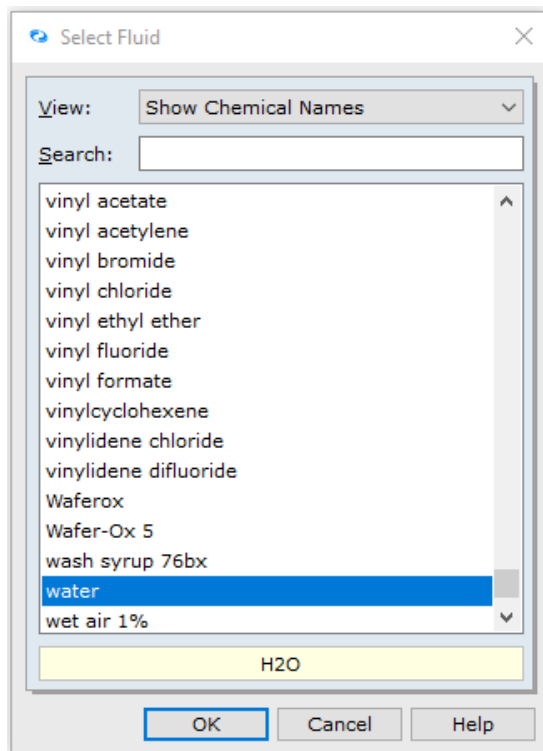 Select Fluid
View: Show Chemical Names
Search:
vinyl acetate
vinyl acetylene
vinyl bromide
vinyl chloride
vinyl ethyl ether
vinyl fluoride
vinyl formate
vinylcyclohexene
vinylidene chloride
vinylidene difluoride
Waferox
Wafer-Ox 5
wash syrup 76bx
water
wet air 1%
H2O
OK Cancel Help